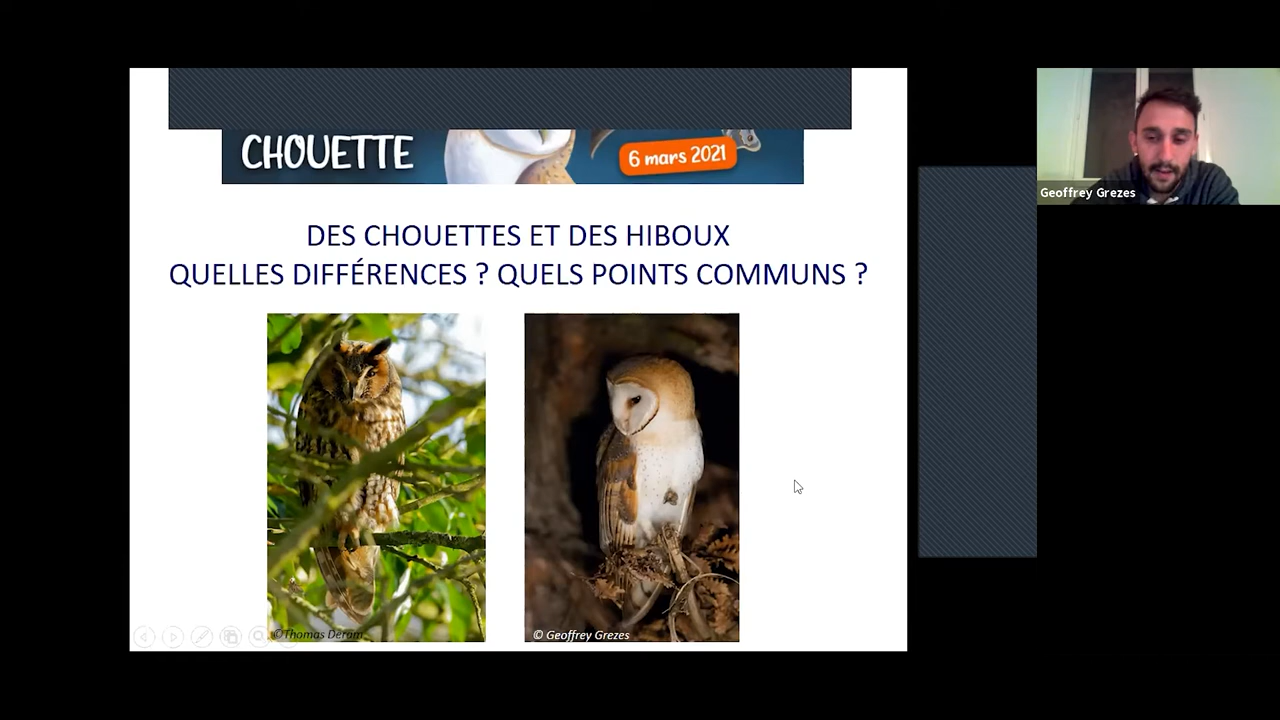 CHOUETTE
6 mars 2021
Geoffrey Grezes
DES CHOUETTES ET DES HIBOUX
QUELLES DIFFÉRENCES ? QUELS POINTS COMMUNS ?
©Thomas Deram
© Geoffrey Grezes